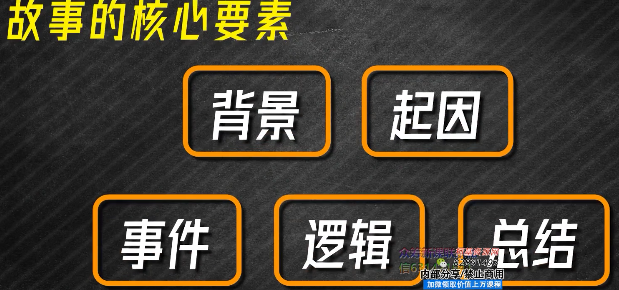 故事的核心要素
背景
起因
事件
逻辑
总结
内部分享/禁止商用
加微领取价值上万课程